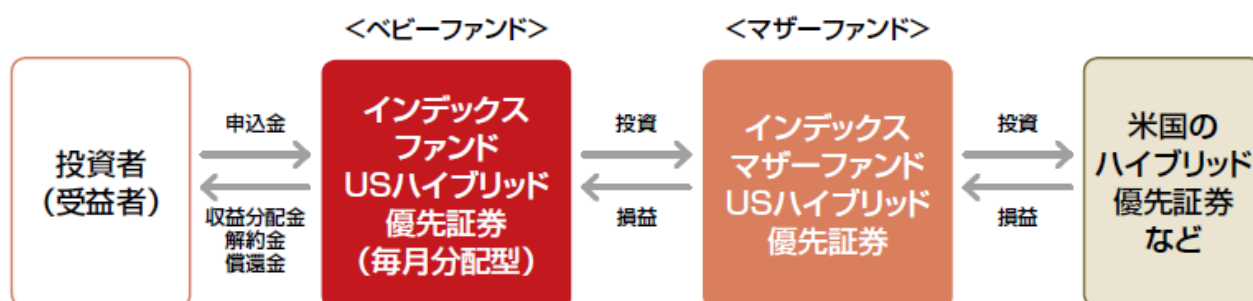 <ベビーファンド>
<マザーファンド>
投資者
(受益者)
申込金
収益分配金
解約金
償還金
インデックス
ファンド
USハイブリッド
優先証券
(毎月分配型)
投資
損益
インデックス
マザーファンド
USハイブリッド
優先証券
投資
損益
米国の
ハイブリッド
優先証券
など